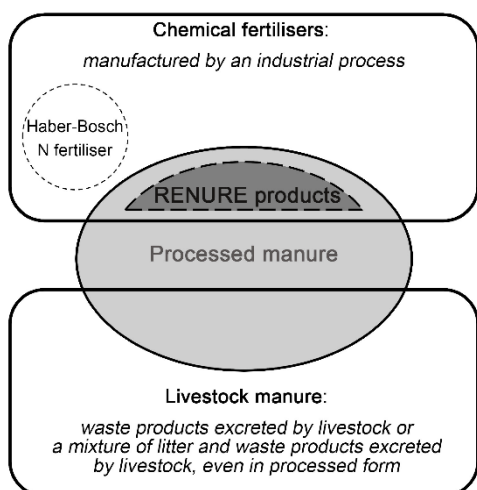 Chemical fertilisers:
manufactured by an industrial process
Haber-Bosch
N fertiliser
RENURE products
Processed manure
Livestock manure:
waste products excreted by livestock or
a mixture of litter and waste products excreted
by livestock, even in processed form